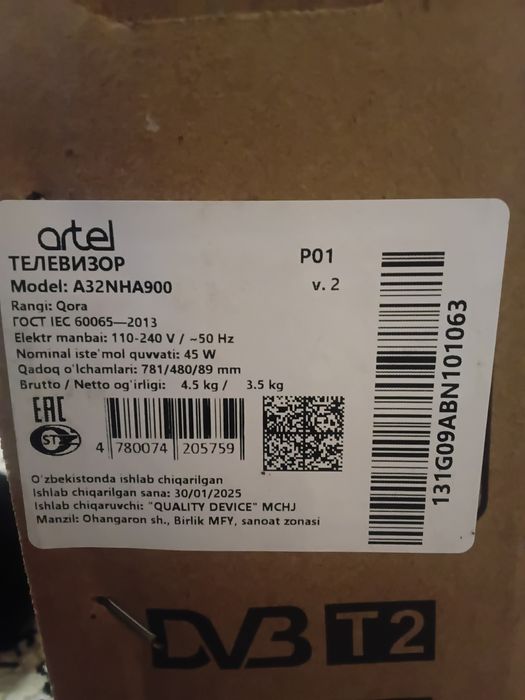 artel
ТЕЛЕВИЗОР
Model: A32NHA900
P01
v. 2
Rangi: Qora
ГОСТ IEC 60065—2013
Elektr manbai: 110-240 V / ~50 Hz
Nominal iste'mol quvvati: 45 W
Qadoq o'lchamlari: 781/480/89 mm
Brutto / Netto og'irligi: 4.5 kg / 3.5 kg
EAC
ST
4 780074 205759
O'zbekistonda ishlab chiqarilgan
Ishlab chiqarilgan sana: 30/01/2025
Ishlab chiqaruvchi: "QUALITY DEVICE" MCHJ
Manzil: Ohangaron sh., Birlik MFY, sanoat zonasi
131G09ABN101063
DVB T2